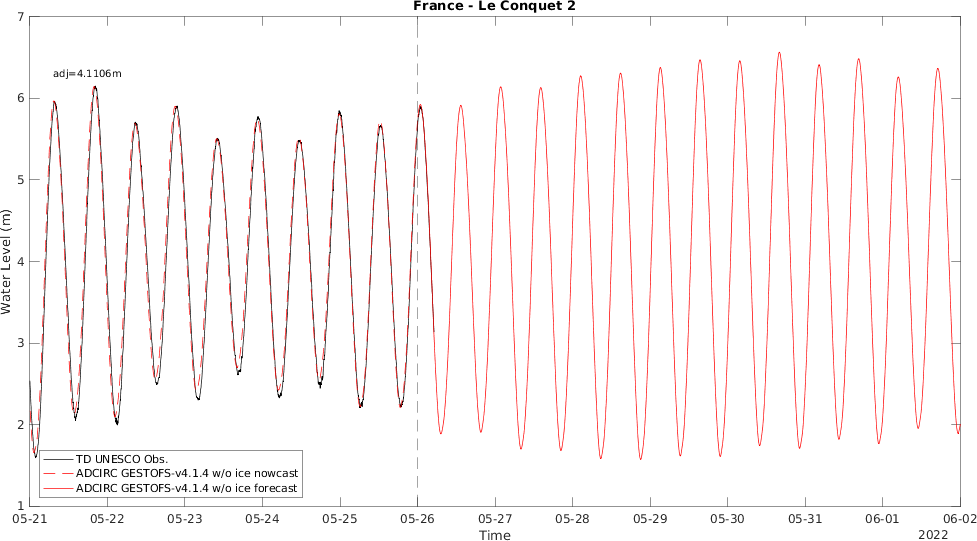 France - Le Conquet 2
7
adj=4.1106m
6
5
4
3
2
1
Water Level (m)
TD UNESCO Obs.
ADCIRC GESTOFS-v4.1.4 w/o ice nowcast
ADCIRC GESTOFS-v4.1.4 w/o ice forecast
05-21 05-22 05-23 05-24 05-25 05-26 05-27 05-28 05-29 05-30 05-31 06-01 06-02
Time
2022